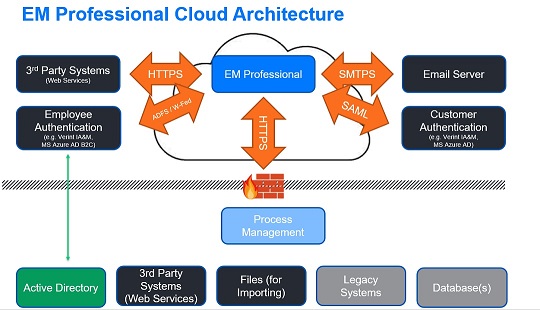 EM Professional Cloud Architecture
3rd Party Systems
(Web Services)
HTTPS
EM Professional
SMTPS
Email Server
Employee
Authentication
(e.g. Verint IA&M,
MS Azure AD B2C)
ADFS / W-Fed
HTTPS
SAML
Customer
Authentication
(e.g. Verint IA&M,
MS Azure AD)
Process
Management
Active Directory
3rd Party
Systems
(Web Services)
Files (for
Importing)
Legacy
Systems
Database(s)